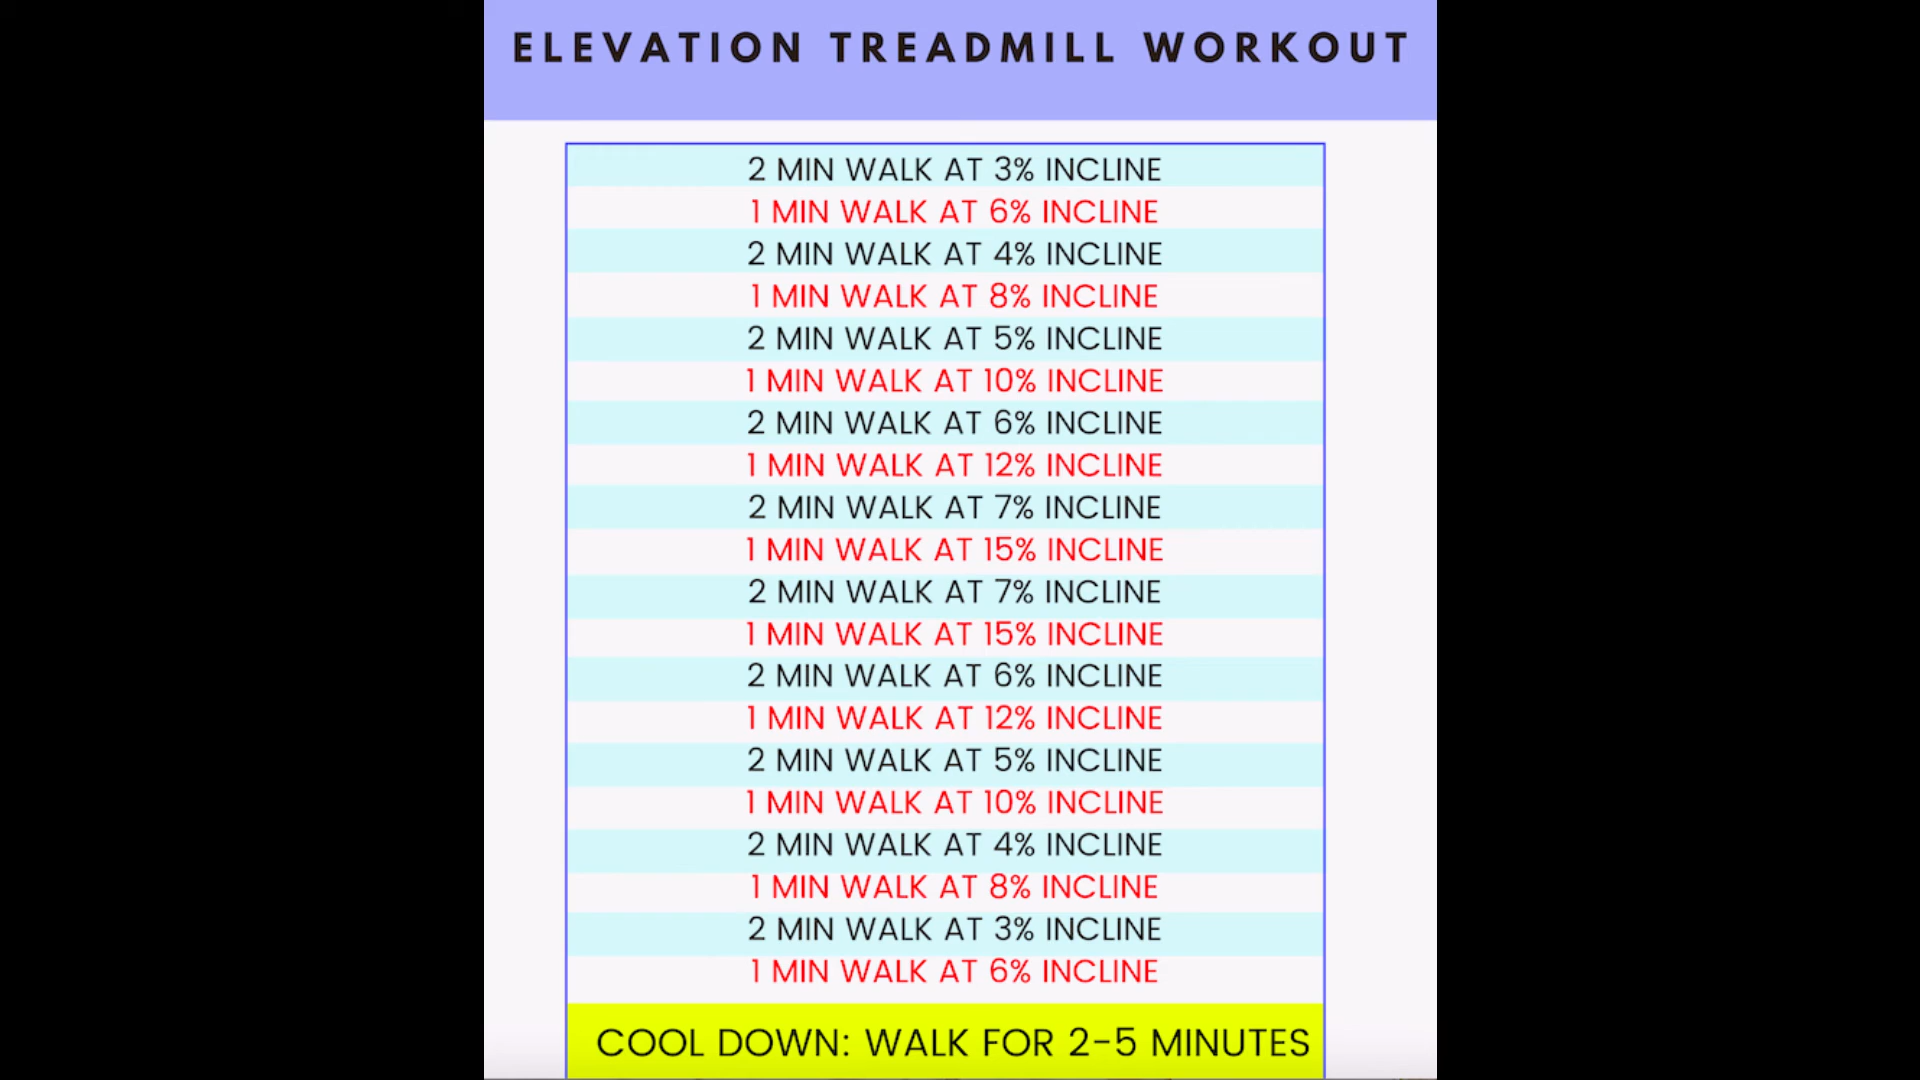 ELEVATION TREADMILL WORKOUT
2 MIN WALK AT 3% INCLINE
1 MIN WALK AT 6% INCLINE
2 MIN WALK AT 4% INCLINE
1 MIN WALK AT 8% INCLINE
2 MIN WALK AT 5% INCLINE
1 MIN WALK AT 10% INCLINE
2 MIN WALK AT 6% INCLINE
1 MIN WALK AT 12% INCLINE
2 MIN WALK AT 7% INCLINE
1 MIN WALK AT 15% INCLINE
2 MIN WALK AT 7% INCLINE
1 MIN WALK AT 15% INCLINE
2 MIN WALK AT 6% INCLINE
1 MIN WALK AT 12% INCLINE
2 MIN WALK AT 5% INCLINE
1 MIN WALK AT 10% INCLINE
2 MIN WALK AT 4% INCLINE
1 MIN WALK AT 8% INCLINE
2 MIN WALK AT 3% INCLINE
1 MIN WALK AT 6% INCLINE
COOL DOWN: WALK FOR 2-5 MINUTES